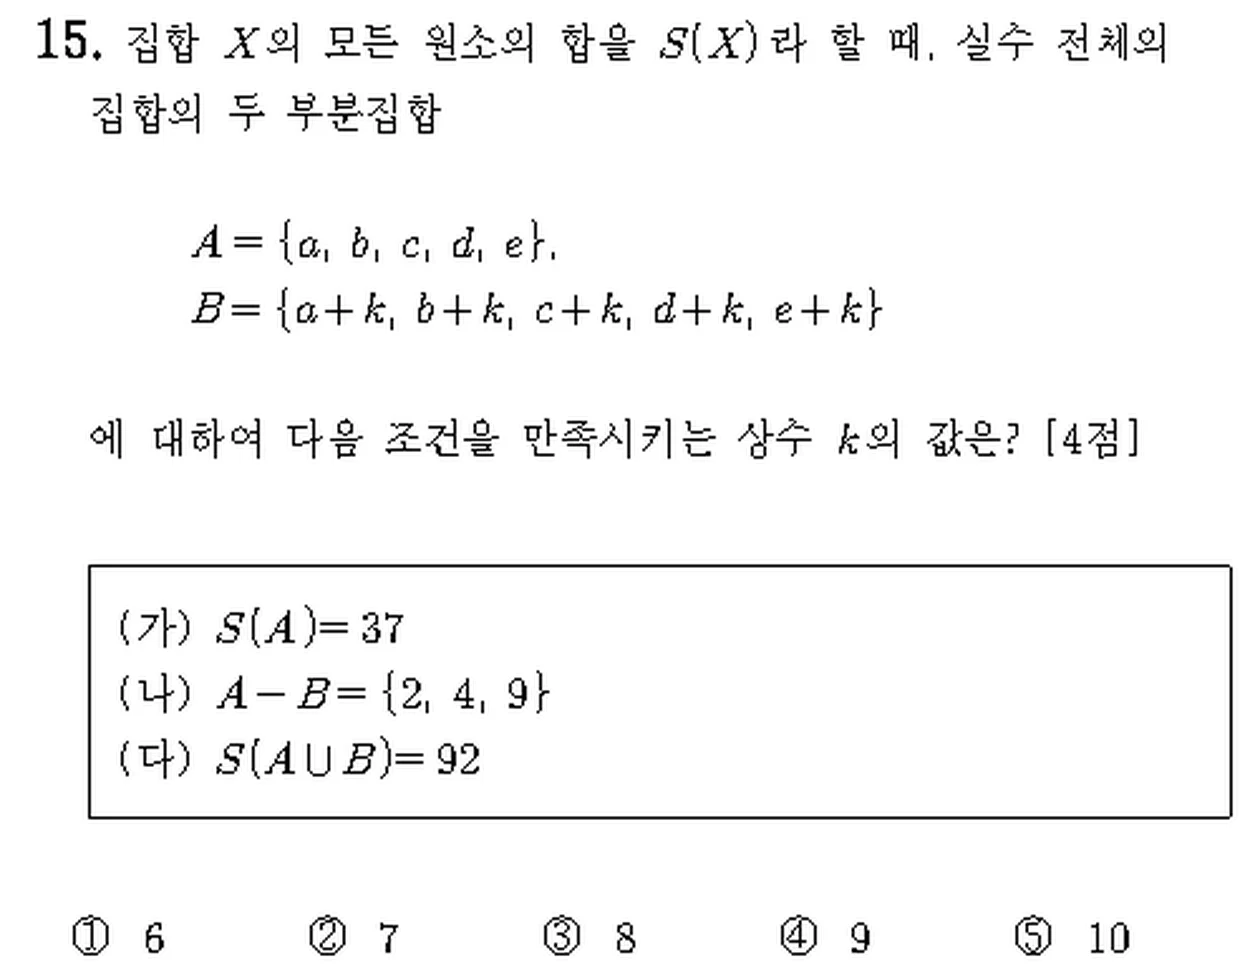 15. 집합 X의 모든 원소의 합을 S(X)라 할 때, 실수 전체의
집합의 두 부분집합
A = {a, b, c, d, e},
B = {a+k, b+k, c+k, d+k, e+k}
에 대하여 다음 조건을 만족시키는 상수 k의 값은? [4점]
(가) S(A) = 37
(나) A - B = {2, 4, 9}
(다) S(A∪B) = 92
① 6 ② 7 ③ 8 ④ 9 ⑤ 10